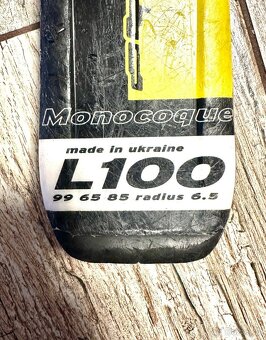 Monocoque
made in ukraine
L100
99 65 85 radius 6.5